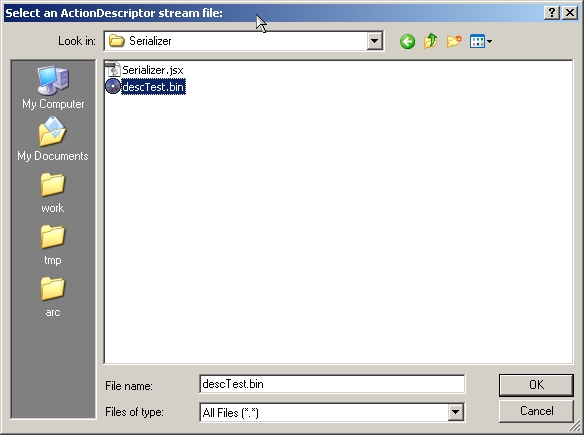 Select an ActionDescriptor stream file:
Look in: Serializer
My Computer
My Documents
work
tmp
arc
Serializer.jsx
descTest.bin
File name: descTest.bin OK
Files of type: All Files (*.*) Cancel